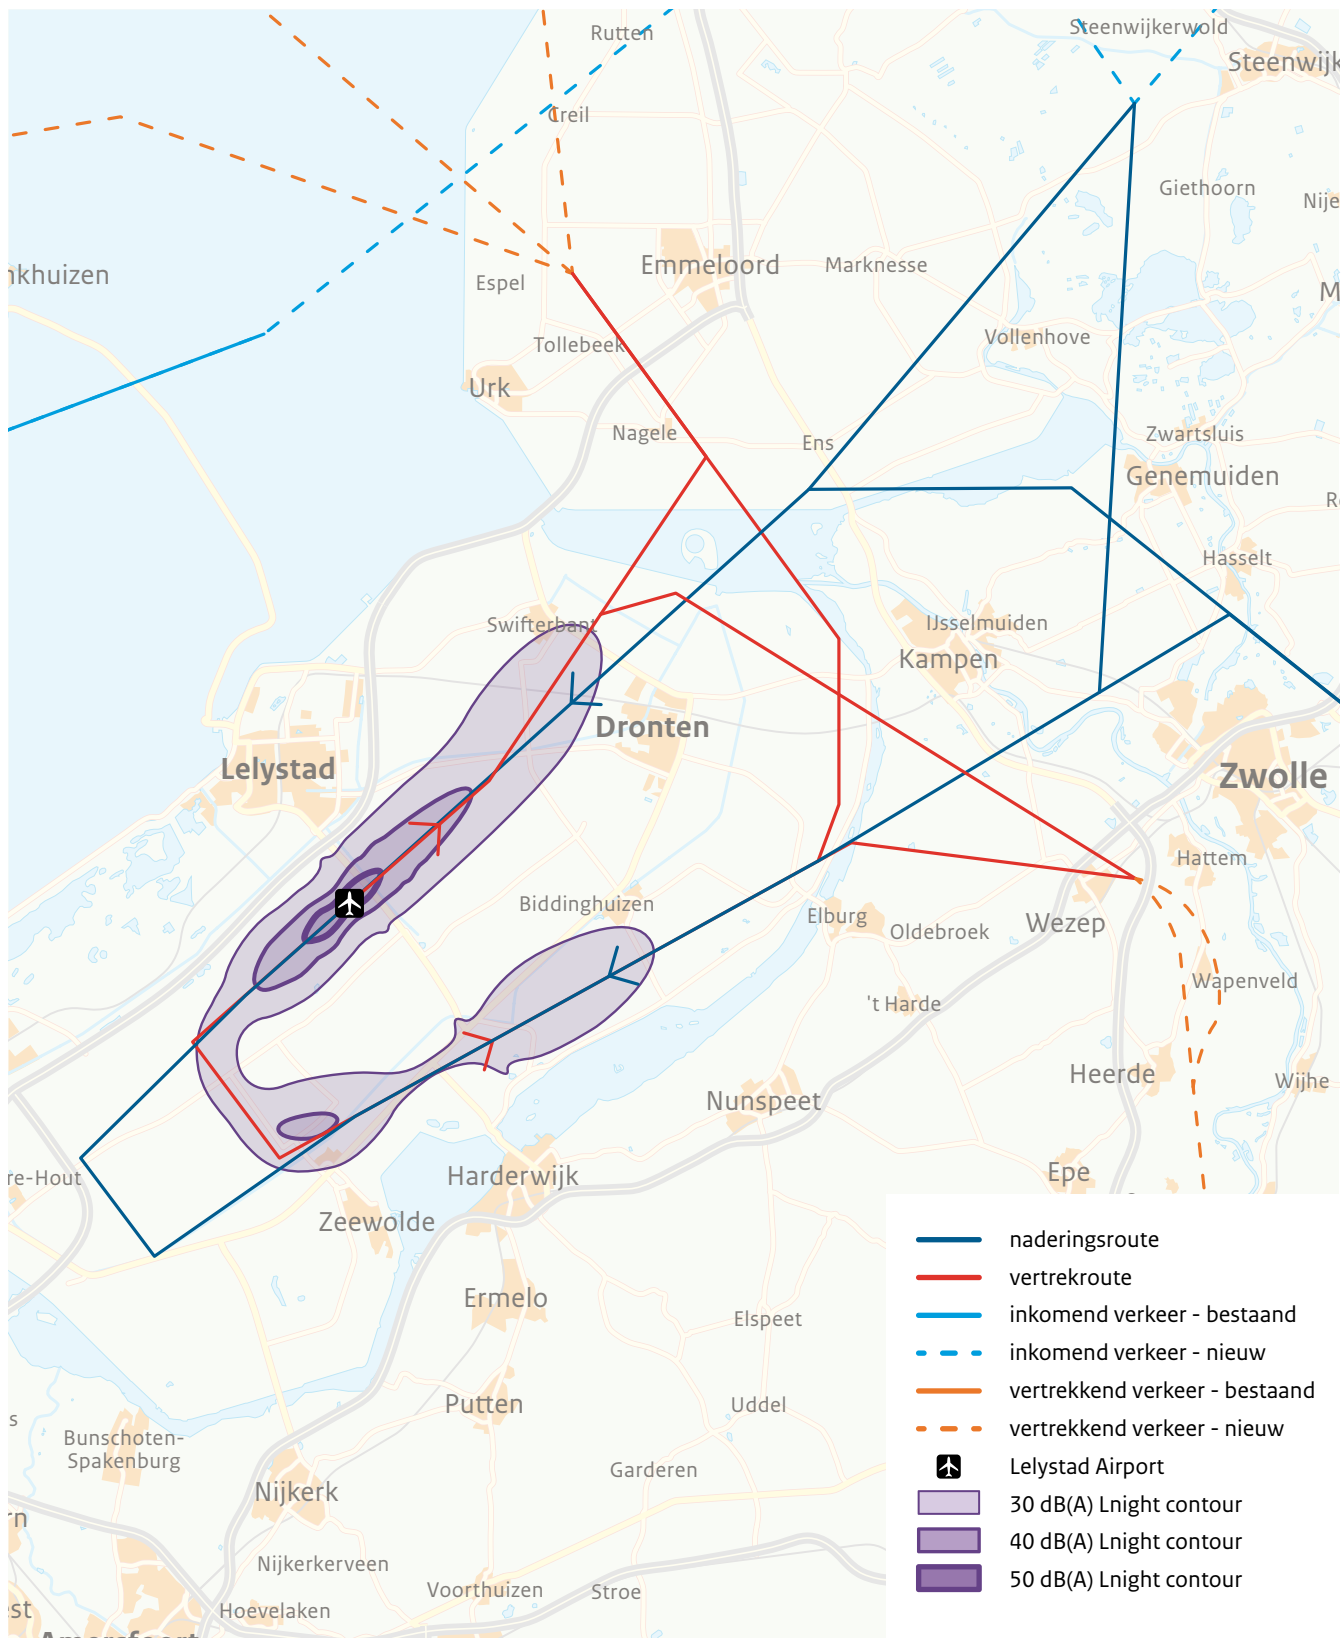 Rutten
Steenwijkerwold
Steenwijk
Creil
Giethoorn
Nije
nkhuizen
Espel
Emmeloord
Marknesse
M
Tollebeek
Vollenhove
Urk
Nagele
Ens
Zwartsluis
Genemuiden
R
Hasselt
Swifterbant
IJsselmuiden
Kampen
Dronten
Lelystad
Zwolle
Hattem
Biddinghuizen
Elburg
Oldebroek
Wezep
Wapenveld
't Harde
Heerde
Wijhe
Nunspeet
re-Hout
Harderwijk
Epe
Zeewolde
Ermelo
Elspeet
Putten
Uddel
s
Bunschoten-
Spakenburg
Garderen
Nijkerk
rn
Nijkerkerveen
Voorthuizen
Stroe
est
Hoevelaken
Amersfoort
naderingsroute
vertrekroute
inkomend verkeer - bestaand
inkomend verkeer - nieuw
vertrekkend verkeer - bestaand
vertrekkend verkeer - nieuw
Lelystad Airport
30 dB(A) Lnight contour
40 dB(A) Lnight contour
50 dB(A) Lnight contour